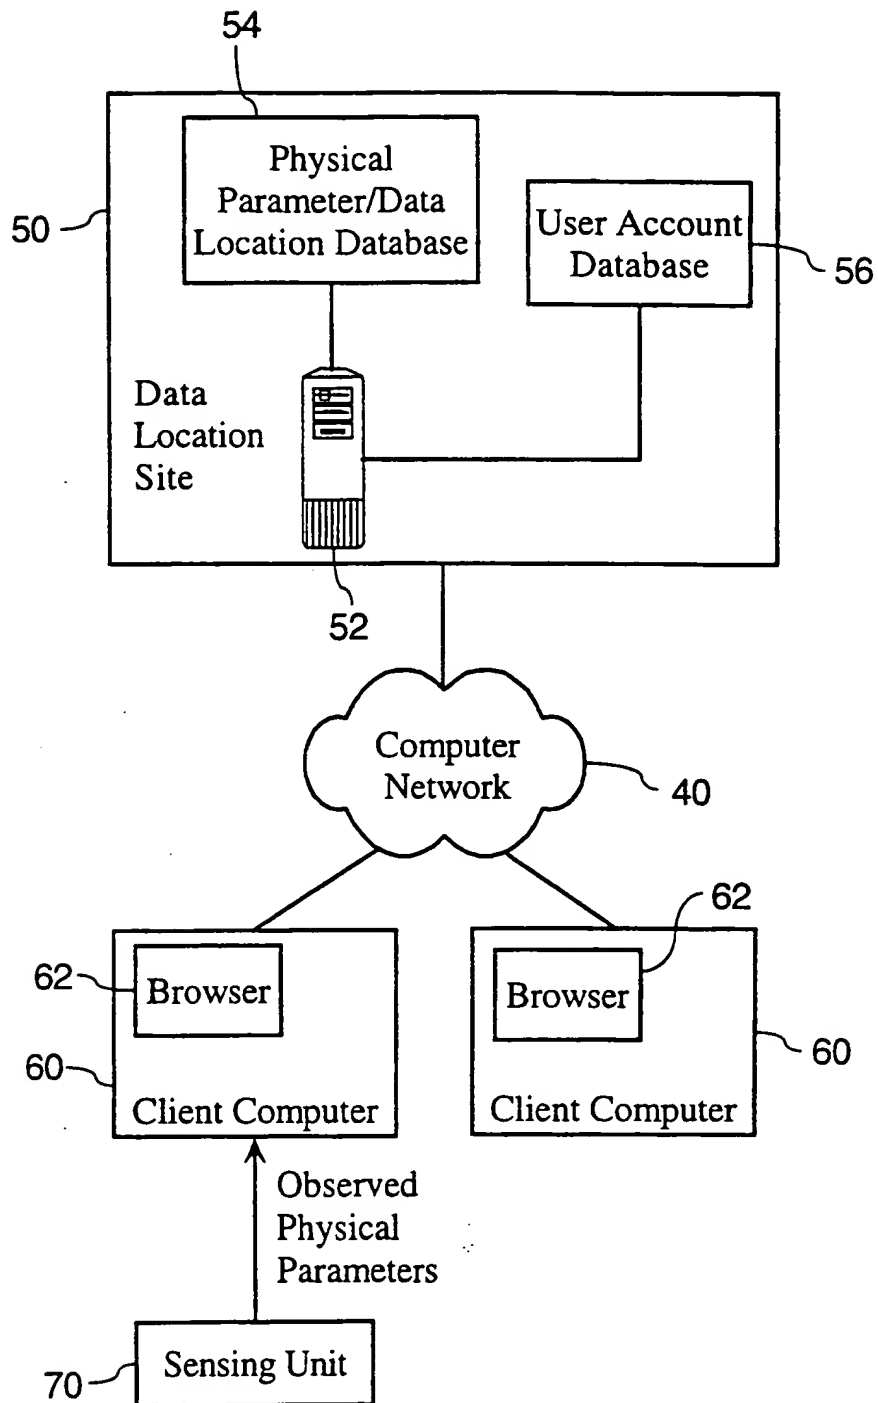 54
Physical
Parameter/Data
Location Database
50
User Account
Database
56
Data
Location
Site
52
Computer
Network
40
62
62
Browser
Browser
60
60
Client Computer
Client Computer
Observed
Physical
Parameters
Sensing Unit
70